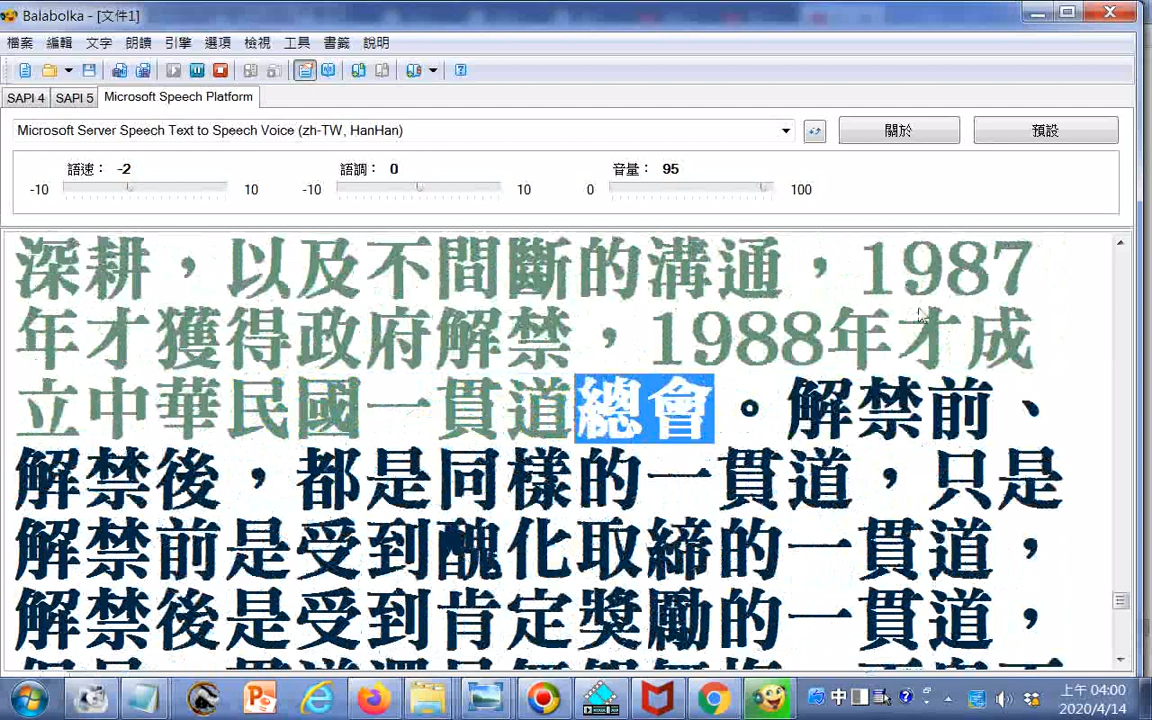 Balabolka - [文件1]
檔案 編輯 文字 朗讀 引擎 選項 檢視 工具 書籤 說明
SAPI 4 SAPI 5 Microsoft Speech Platform
Microsoft Server Speech Text to Speech Voice (zh-TW, HanHan) 關於 預設
語速： -2 語調： 0 音量： 95
-10 10 -10 10 0 100
深耕，以及不間斷的溝通，1987
年才獲得政府解禁，1988年才成
立中華民國一貫道總會。解禁前、
解禁後，都是同樣的一貫道，只是
解禁前是受到醜化取締的一貫道，
解禁後是受到肯定獎勵的一貫道，
中
上午 04:00
2020/4/14